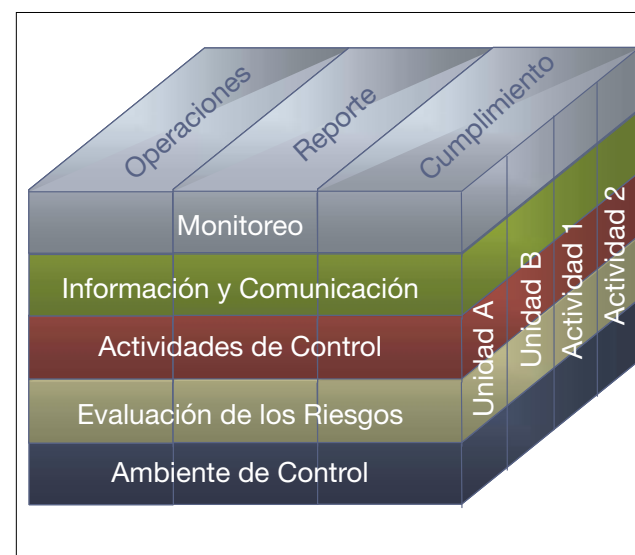 Operaciones
Reporte
Cumplimiento
Monitoreo
Información y Comunicación
Actividades de Control
Evaluación de los Riesgos
Ambiente de Control
Unidad A
Unidad B
Actividad 1
Actividad 2